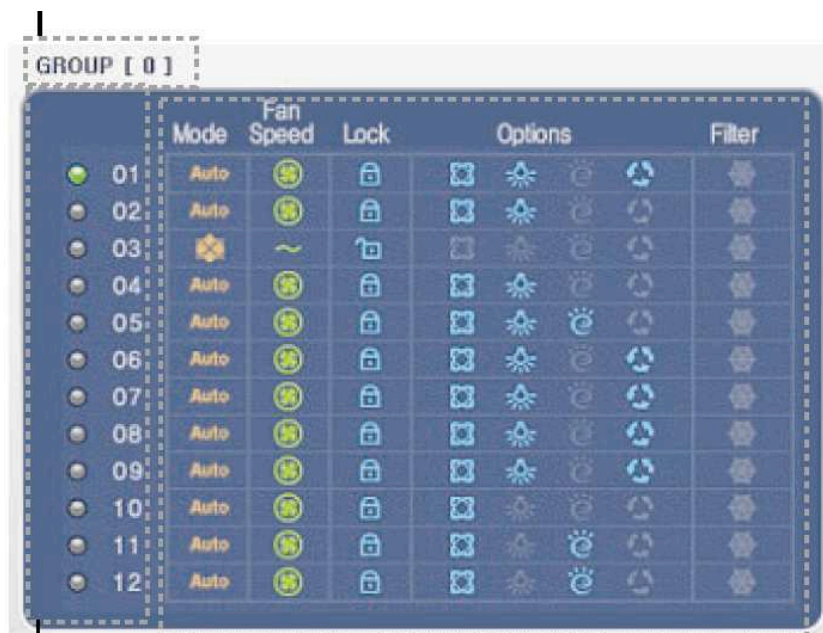 GROUP [ 0 ]
Mode Fan Speed Lock Options Filter
01 Auto
02 Auto
03
04 Auto
05 Auto
06 Auto
07 Auto
08 Auto
09 Auto
10 Auto
11 Auto
12 Auto